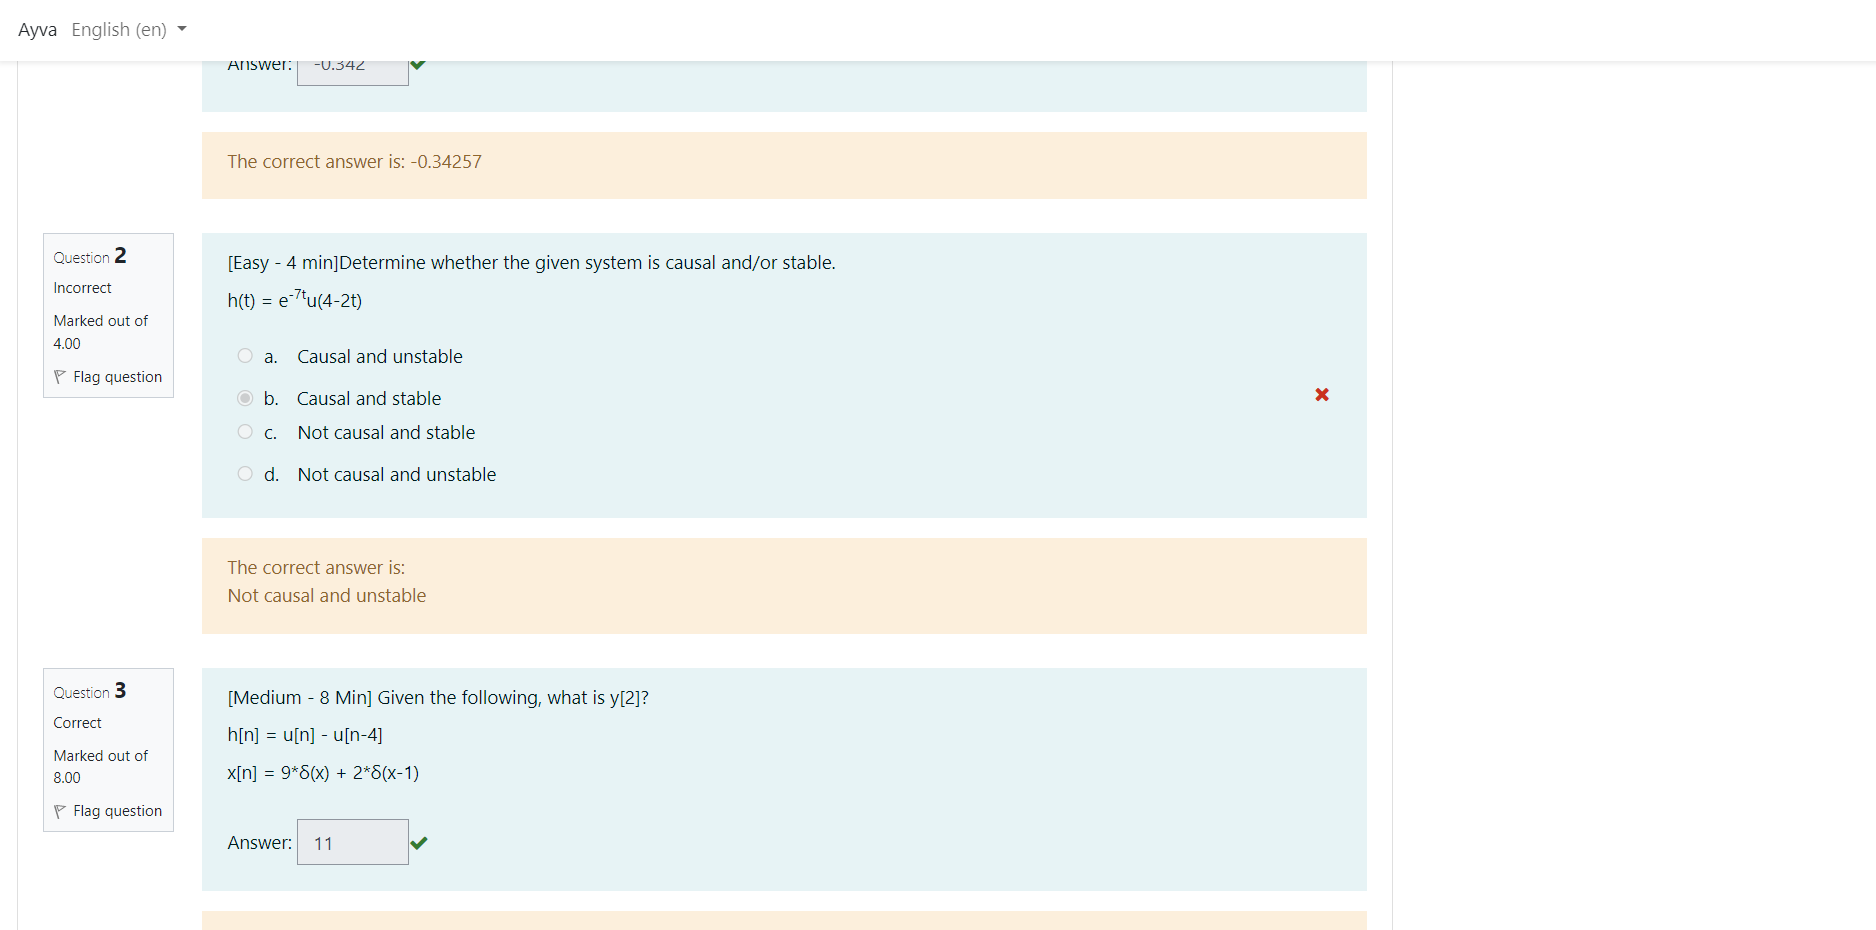 Ayva English (en)
Answer: -0.342
The correct answer is: -0.34257
Question 2
Incorrect
Marked out of
4.00
Flag question
[Easy - 4 min]Determine whether the given system is causal and/or stable.
h(t) = e-7tu(4-2t)
a. Causal and unstable
b. Causal and stable
c. Not causal and stable
d. Not causal and unstable
The correct answer is:
Not causal and unstable
Question 3
Correct
Marked out of
8.00
Flag question
[Medium - 8 Min] Given the following, what is y[2]?
h[n] = u[n] - u[n-4]
x[n] = 9*δ(x) + 2*δ(x-1)
Answer: 11